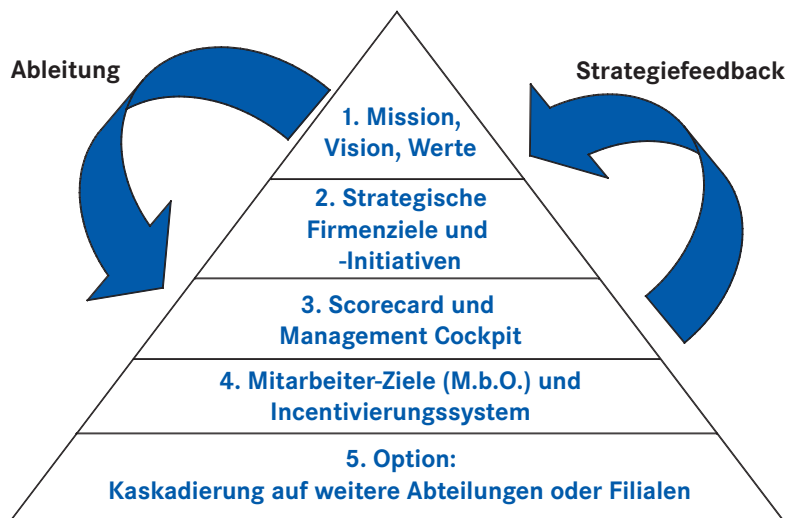 Ableitung
Strategiefeedback
1. Mission,
Vision, Werte
2. Strategische
Firmenziele und
-Initiativen
3. Scorecard und
Management Cockpit
4. Mitarbeiter-Ziele (M.b.O.) und
Incentivierungssystem
5. Option:
Kaskadierung auf weitere Abteilungen oder Filialen